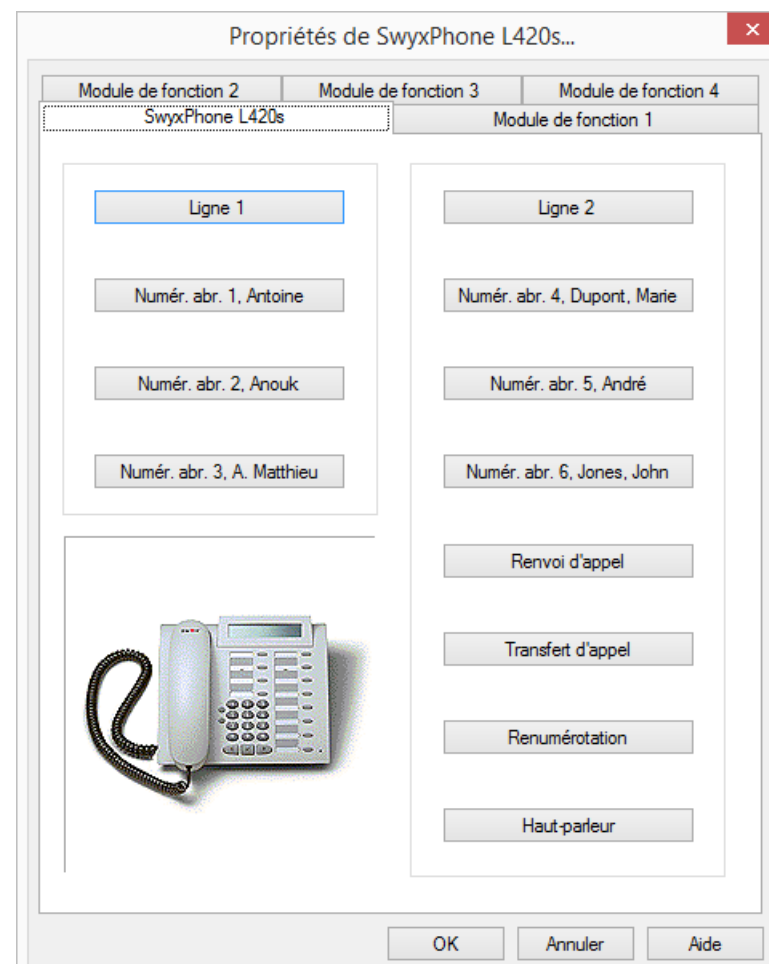 Propriétés de SwyxPhone L420s...
Module de fonction 2
Module de fonction 3
Module de fonction 4
SwyxPhone L420s
Module de fonction 1
Ligne 1
Numér. abr. 1, Antoine
Numér. abr. 2, Anouk
Numér. abr. 3, A. Matthieu
Ligne 2
Numér. abr. 4, Dupont, Marie
Numér. abr. 5, André
Numér. abr. 6, Jones, John
Renvoi d'appel
Transfert d'appel
Renumérotation
Haut-parleur
OK
Annuler
Aide